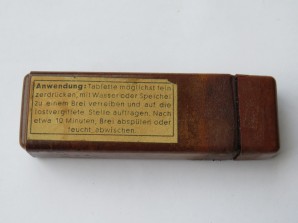 Anwendung: Tablette möglichst fein
zerdrücken, mit Wasser oder Speichel
zu einem Brei verreiben und auf die
lostvergiftete Stelle auftragen. Nach
etwa 10 Minuten, Brei abspülen oder
feucht abwischen.